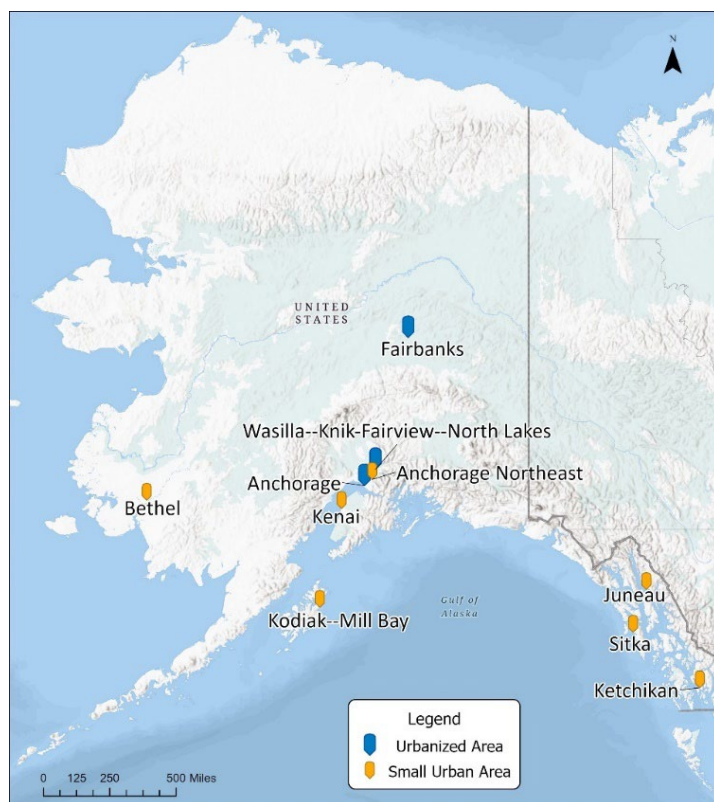 N
UNITED
STATES
Fairbanks
Wasilla--Knik-Fairview--North Lakes
Anchorage
Anchorage Northeast
Bethel
Kenai
Kodiak--Mill Bay
Gulf of
Alaska
Juneau
Sitka
Ketchikan
Legend
Urbanized Area
Small Urban Area
0 125 250 500 Miles